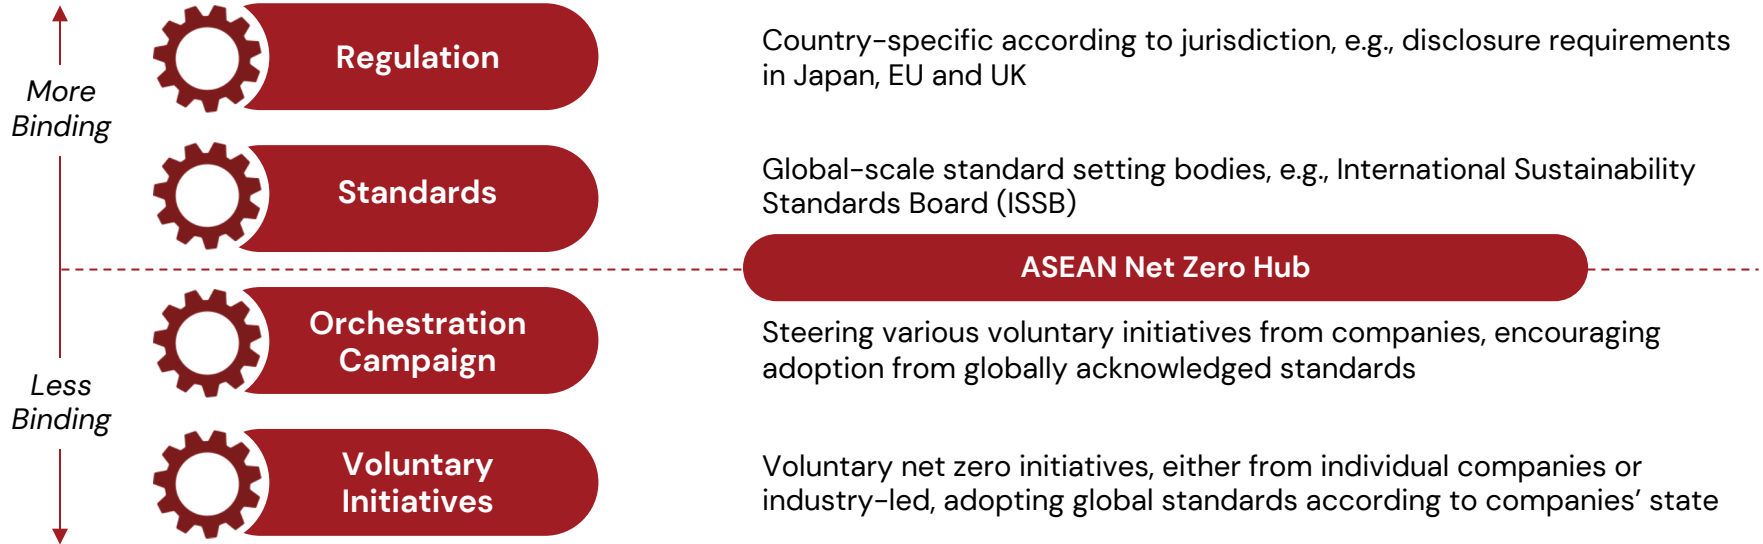 More
Binding
Regulation
Country-specific according to jurisdiction, e.g., disclosure requirements
in Japan, EU and UK
Standards
Global-scale standard setting bodies, e.g., International Sustainability
Standards Board (ISSB)
ASEAN Net Zero Hub
Less
Binding
Orchestration
Campaign
Steering various voluntary initiatives from companies, encouraging
adoption from globally acknowledged standards
Voluntary
Initiatives
Voluntary net zero initiatives, either from individual companies or
industry-led, adopting global standards according to companies’ state